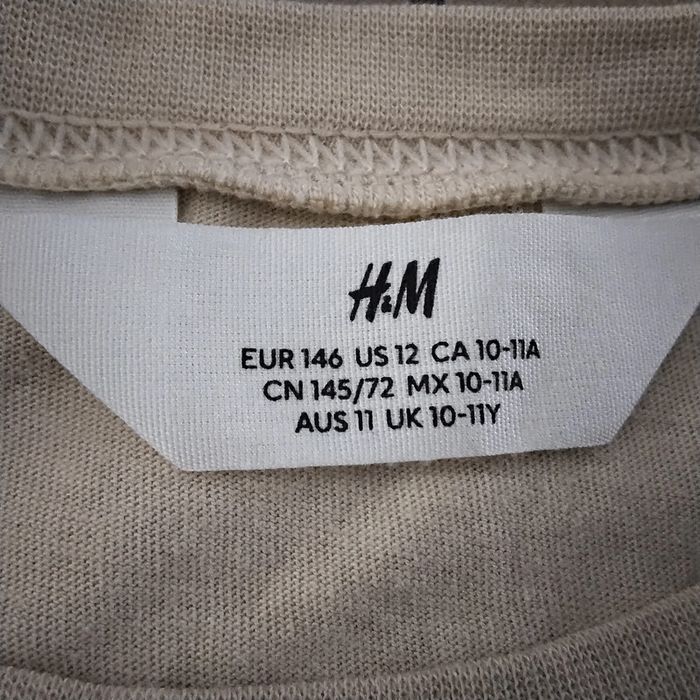 H&M
EUR 146 US 12 CA 10-11A
CN 145/72 MX 10-11A
AUS 11 UK 10-11Y